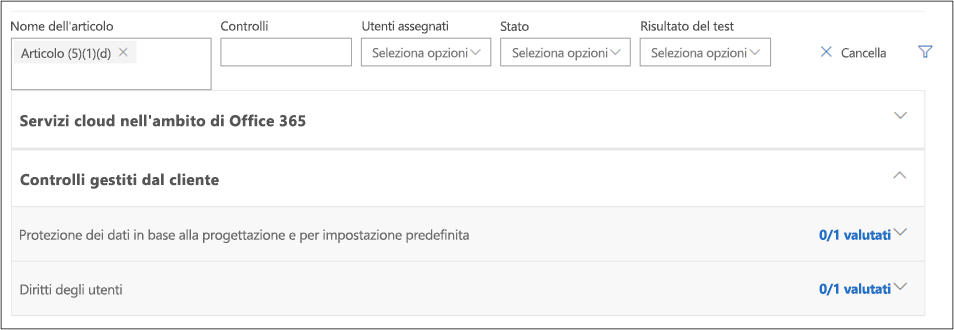 Nome dell'articolo Controlli Utenti assegnati Stato Risultato del test
Articolo (5)(1)(d) Seleziona opzioni Seleziona opzioni Seleziona opzioni Cancella
Servizi cloud nell'ambito di Office 365
Controlli gestiti dal cliente
Protezione dei dati in base alla progettazione e per impostazione predefinita 0/1 valutati
Diritti degli utenti 0/1 valutati